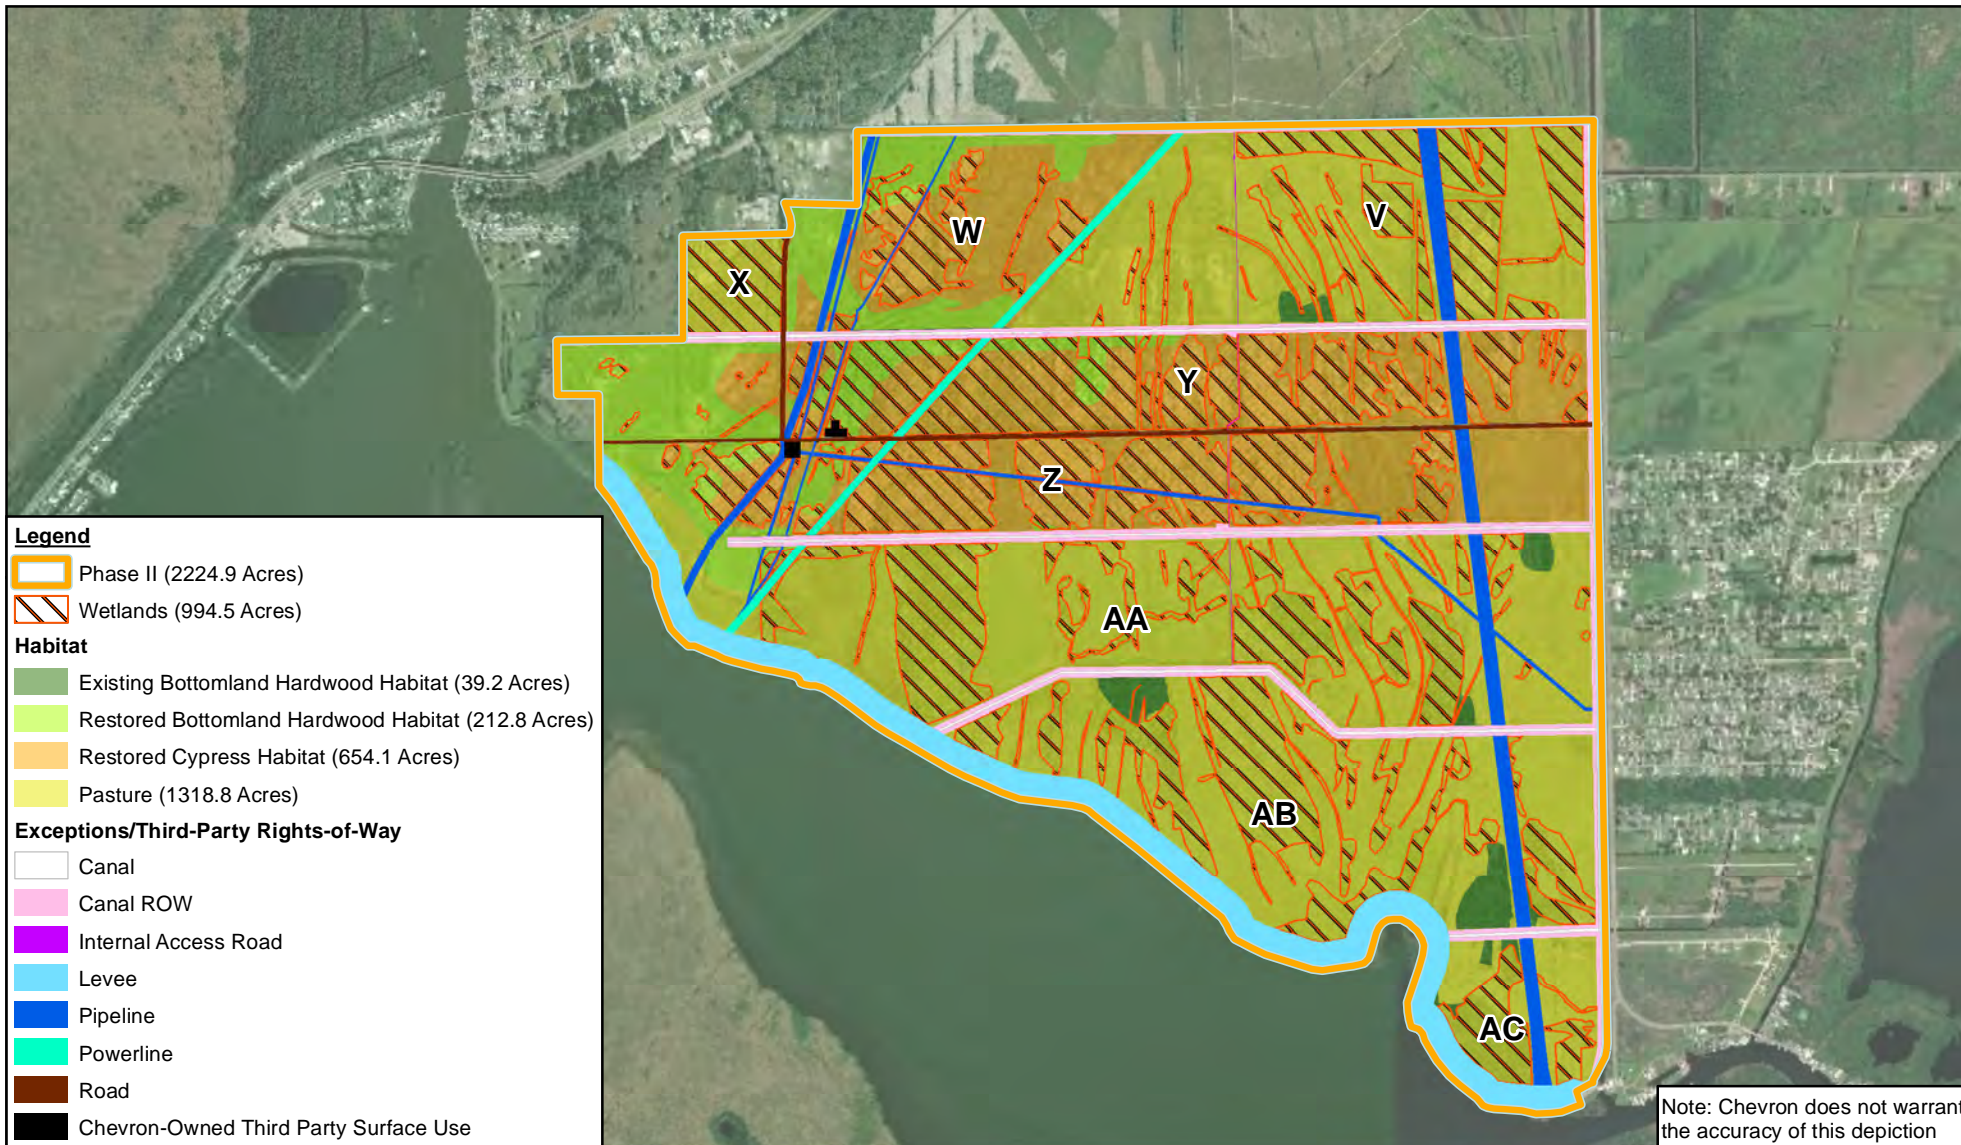 W
V
X
Y
Z
AA
AB
AC
Legend
Phase II (2224.9 Acres)
Wetlands (994.5 Acres)
Habitat
Existing Bottomland Hardwood Habitat (39.2 Acres)
Restored Bottomland Hardwood Habitat (212.8 Acres)
Restored Cypress Habitat (654.1 Acres)
Pasture (1318.8 Acres)
Exceptions/Third-Party Rights-of-Way
Canal
Canal ROW
Internal Access Road
Levee
Pipeline
Powerline
Road
Chevron-Owned Third Party Surface Use
Note: Chevron does not warrant
the accuracy of this depiction